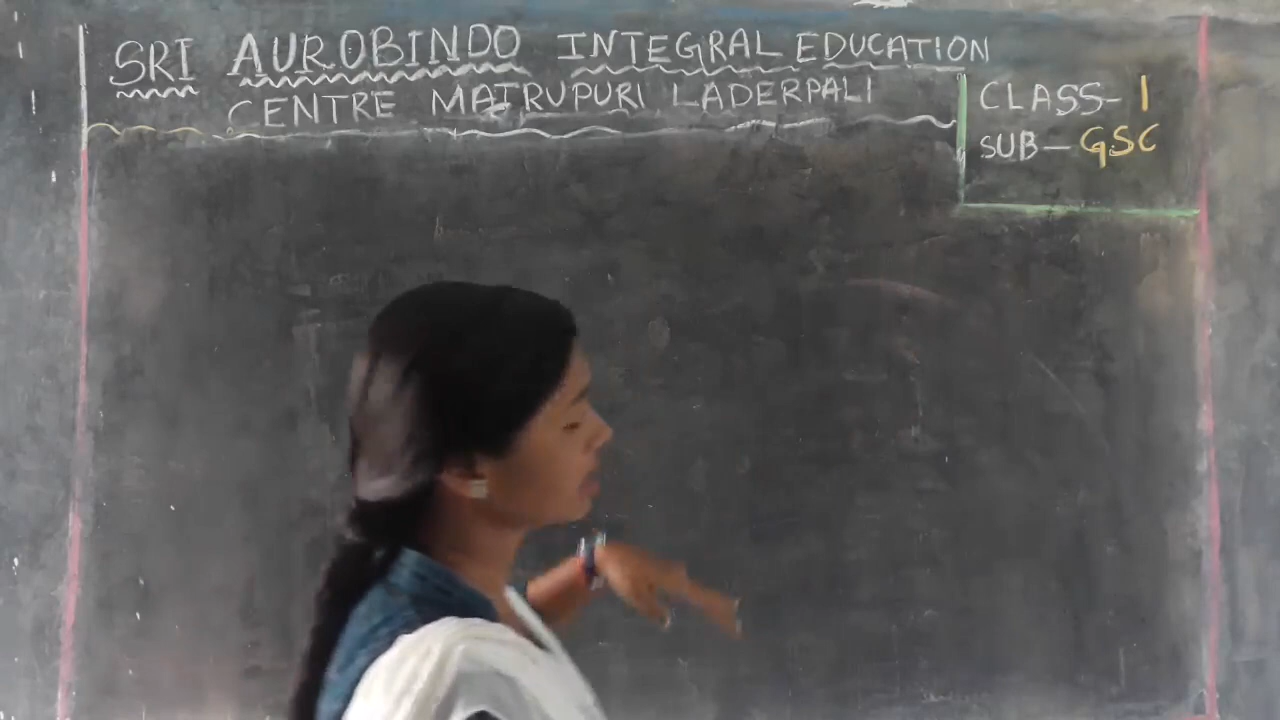 SRI AUROBINDO INTEGRAL EDUCATION
CENTRE MATRUPURI LADERPALI
CLASS- 1
SUB- GSC